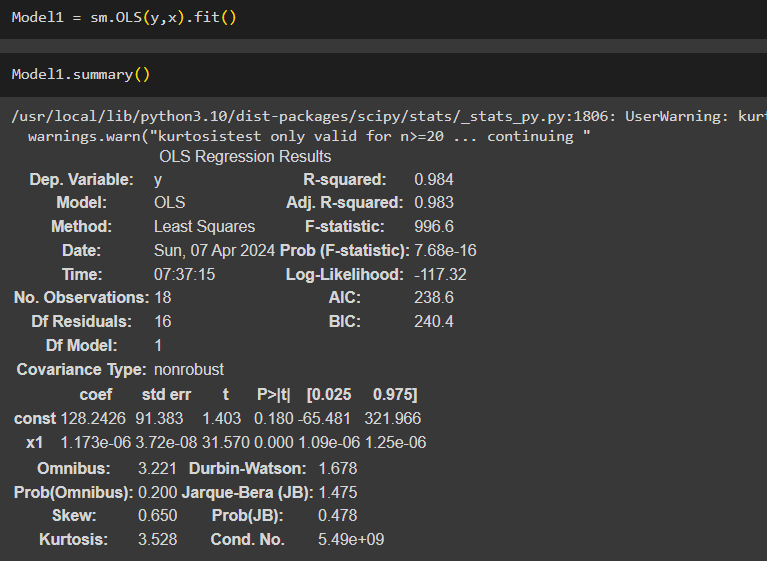 Model1 = sm.OLS(y,x).fit()
Model1.summary()
/usr/local/lib/python3.10/dist-packages/scipy/stats/_stats_py.py:1806: UserWarning:
warnings.warn("kurtosistest only valid for n>=20 ... continuing "
OLS Regression Results
Dep. Variable: y R-squared: 0.984
Model: OLS Adj. R-squared: 0.983
Method: Least Squares F-statistic: 996.6
Date: Sun, 07 Apr 2024 Prob (F-statistic): 7.68e-16
Time: 07:37:15 Log-Likelihood: -117.32
No. Observations: 18 AIC: 238.6
Df Residuals: 16 BIC: 240.4
Df Model: 1
Covariance Type: nonrobust
coef std err t P>|t| [0.025 0.975]
const 128.2426 91.383 1.403 0.180 -65.481 321.966
x1 1.173e-06 3.72e-08 31.570 0.000 1.09e-06 1.25e-06
Omnibus: 3.221 Durbin-Watson: 1.678
Prob(Omnibus): 0.200 Jarque-Bera (JB): 1.475
Skew: 0.650 Prob(JB): 0.478
Kurtosis: 3.528 Cond. No. 5.49e+09